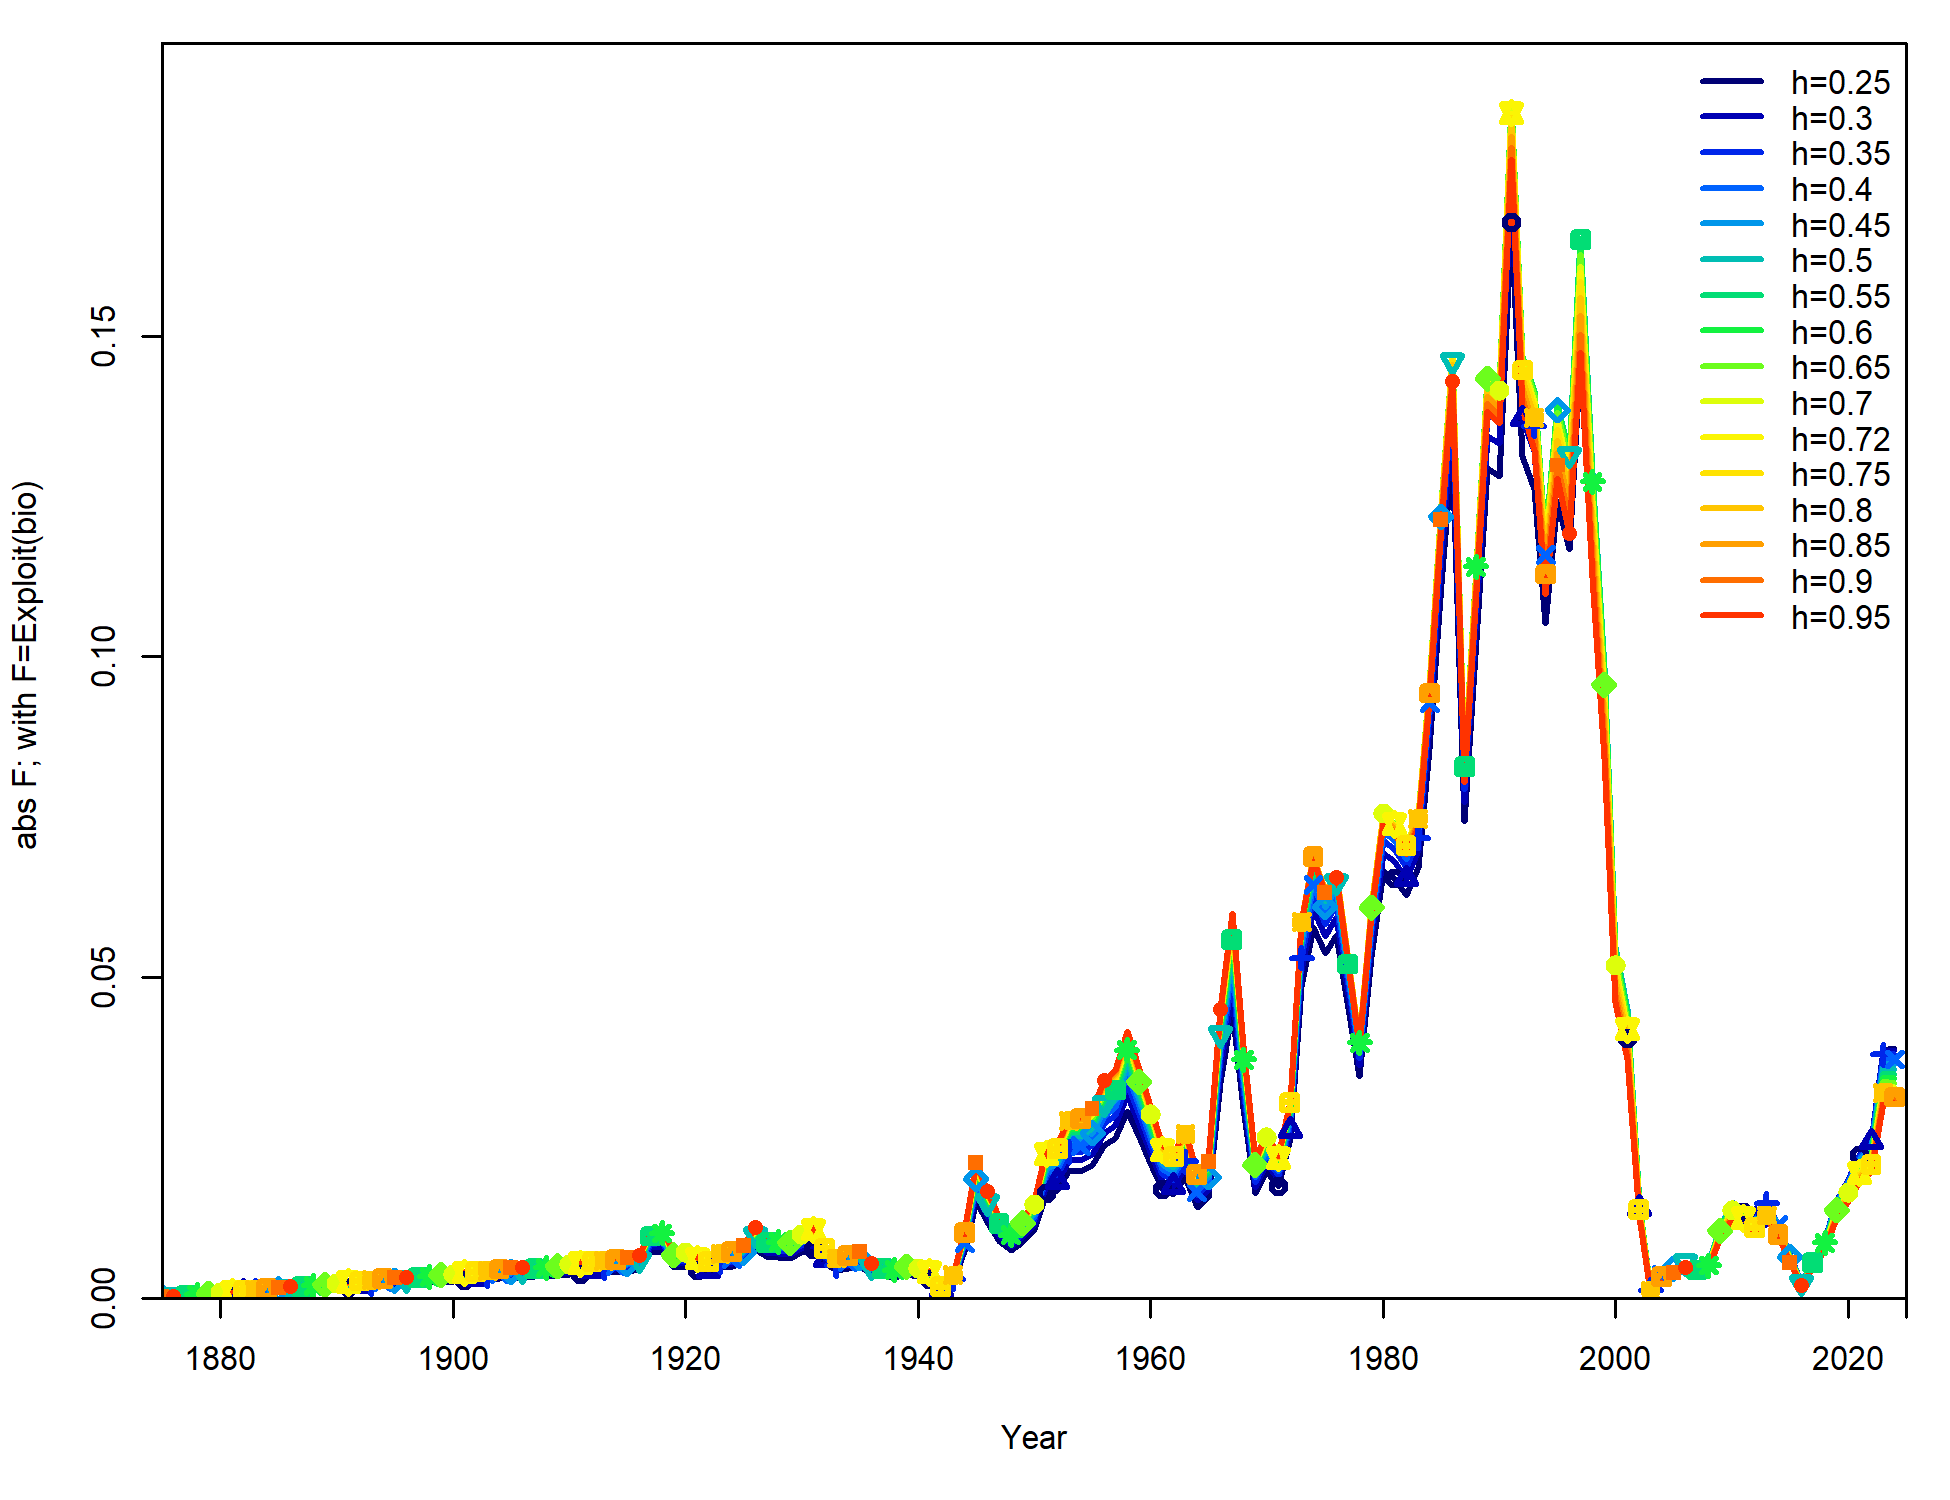 h=0.25
h=0.3
h=0.35
h=0.4
h=0.45
h=0.5
h=0.55
h=0.6
h=0.65
h=0.7
h=0.72
h=0.75
h=0.8
h=0.85
h=0.9
h=0.95
abs F; with F=Exploit(bio)
0.15
0.10
0.05
0.00
1880 1900 1920 1940 1960 1980 2000 2020
Year